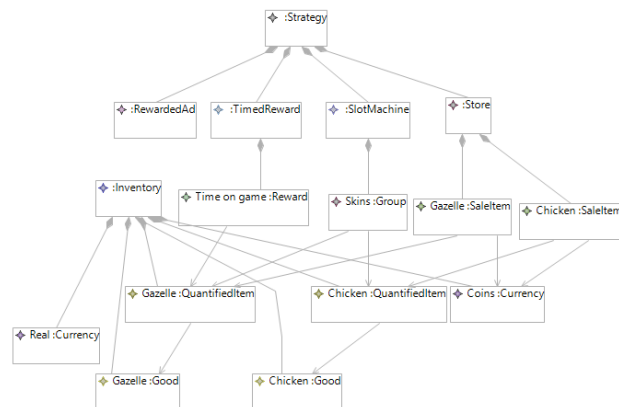 :Strategy
:RewardedAd
:TimedReward
:SlotMachine
:Store
:Inventory
Time on game :Reward
Skins :Group
Gazelle :SaleItem
Chicken :SaleItem
Gazelle :QuantifiedItem
Chicken :QuantifiedItem
Coins :Currency
Real :Currency
Gazelle :Good
Chicken :Good